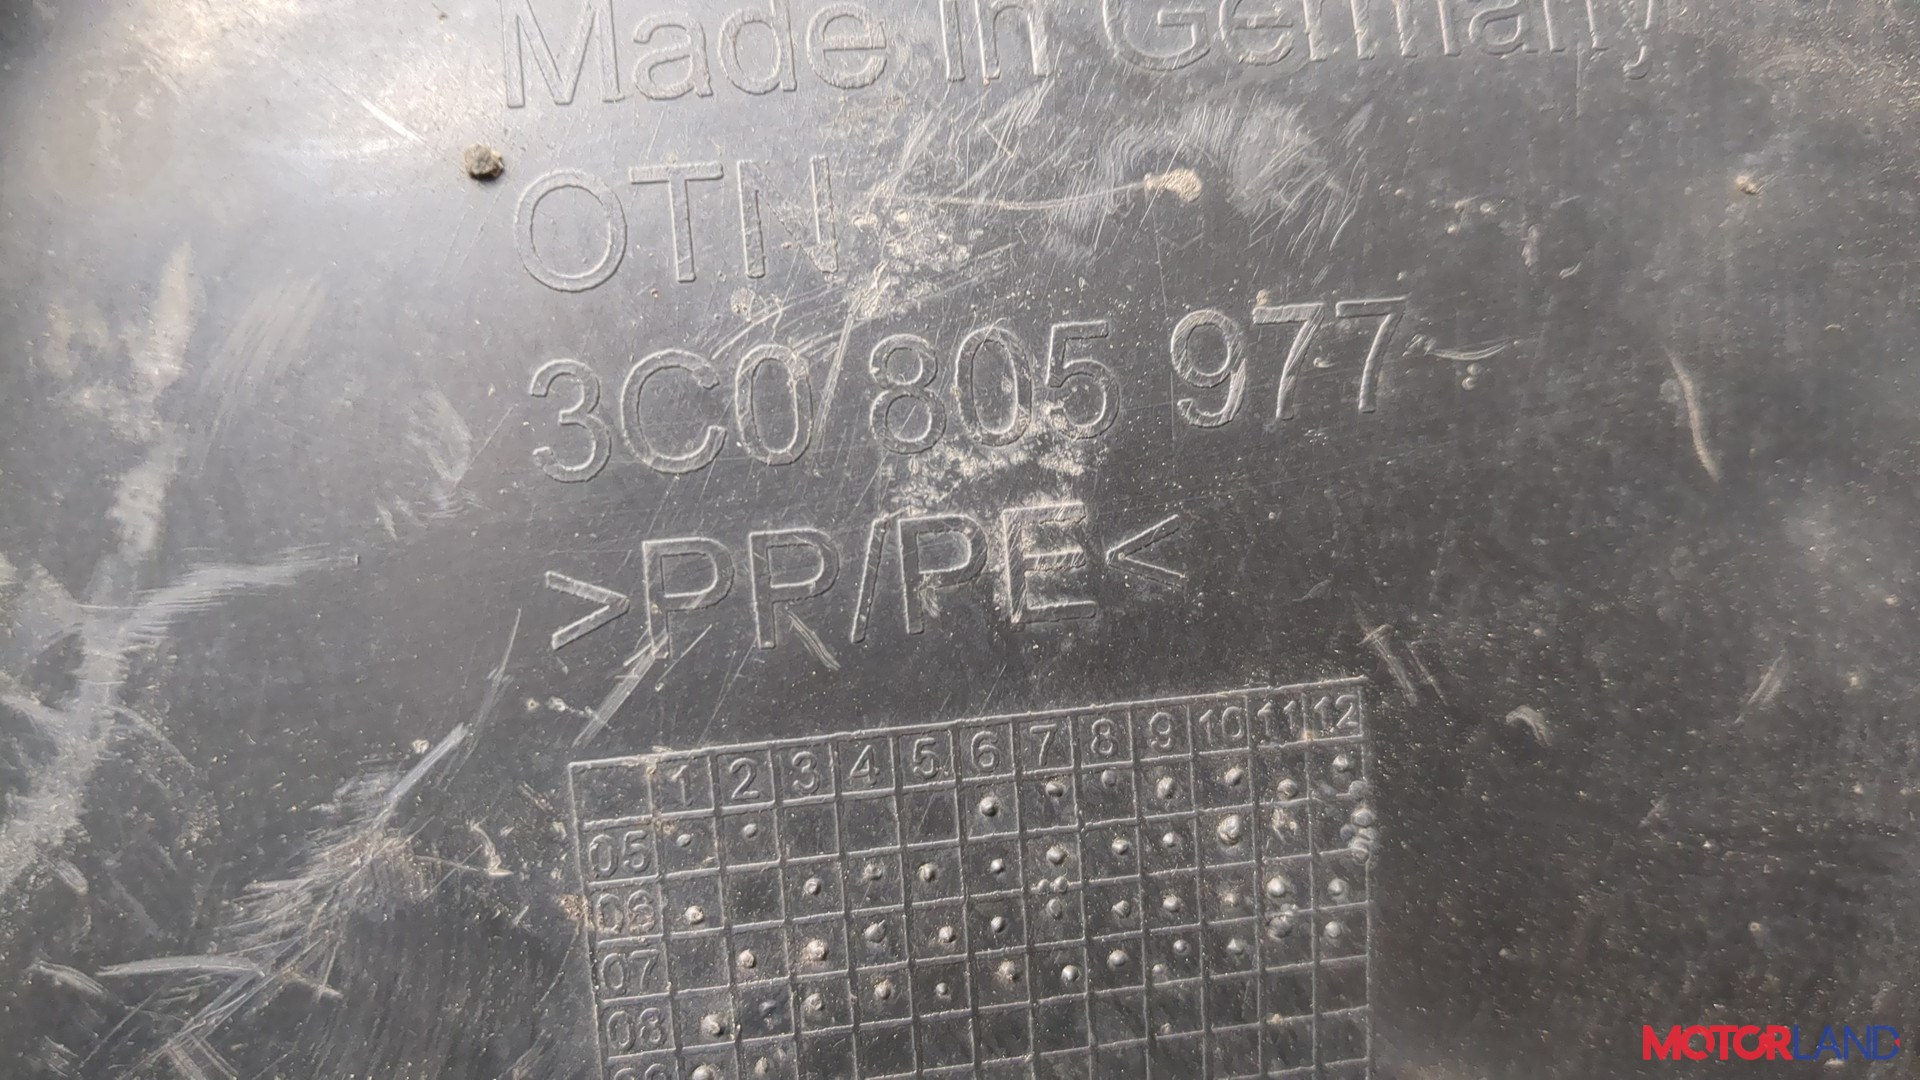 Made in Germany
OTN
3C0 805 977
>PP/PE<
1 2 3 4 5 6 7 8 9 10 11 12
05
06
07
08
MOTORLAND